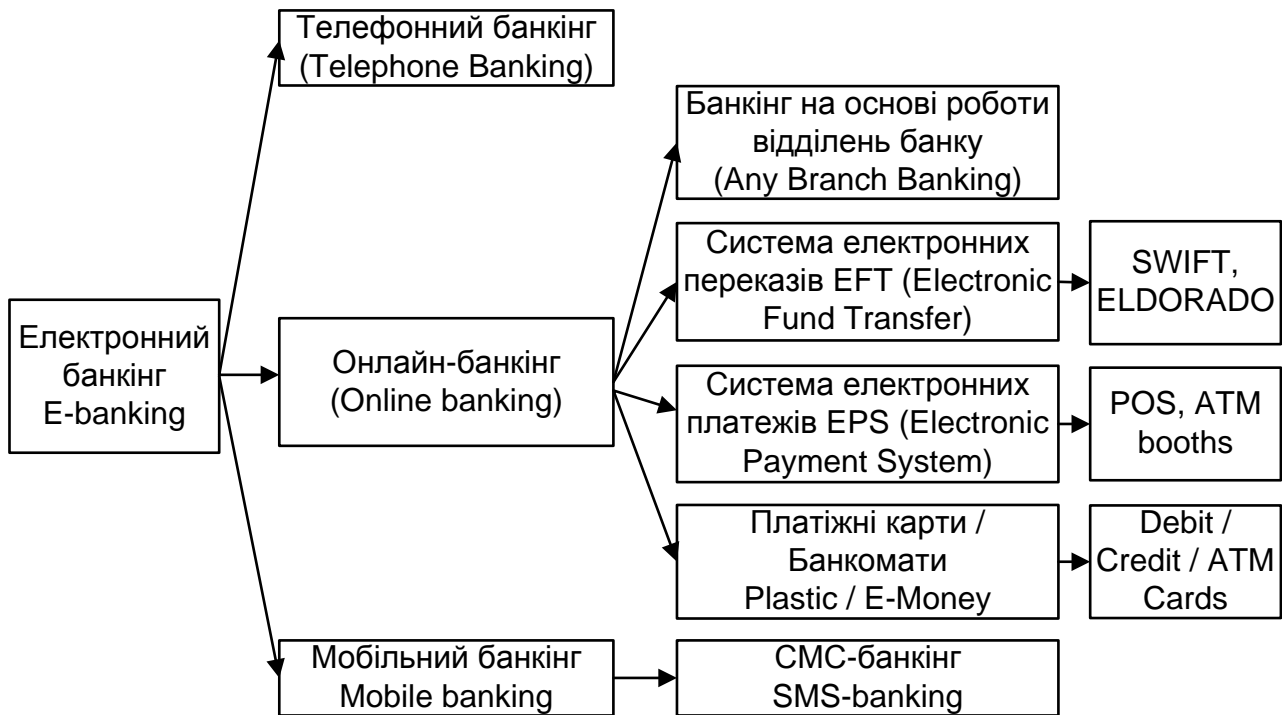 Телефонний банкінг
(Telephone Banking)
Банкінг на основі роботи
відділень банку
(Any Branch Banking)
Система електронних
переказів EFT (Electronic
Fund Transfer)
SWIFT,
ELDORADO
Електронний
банкінг
E-banking
Онлайн-банкінг
(Online banking)
Система електронних
платежів EPS (Electronic
Payment System)
POS, ATM
booths
Платіжні карти /
Банкомати
Plastic / E-Money
Debit /
Credit / ATM
Cards
Мобільний банкінг
Mobile banking
СМС-банкінг
SMS-banking